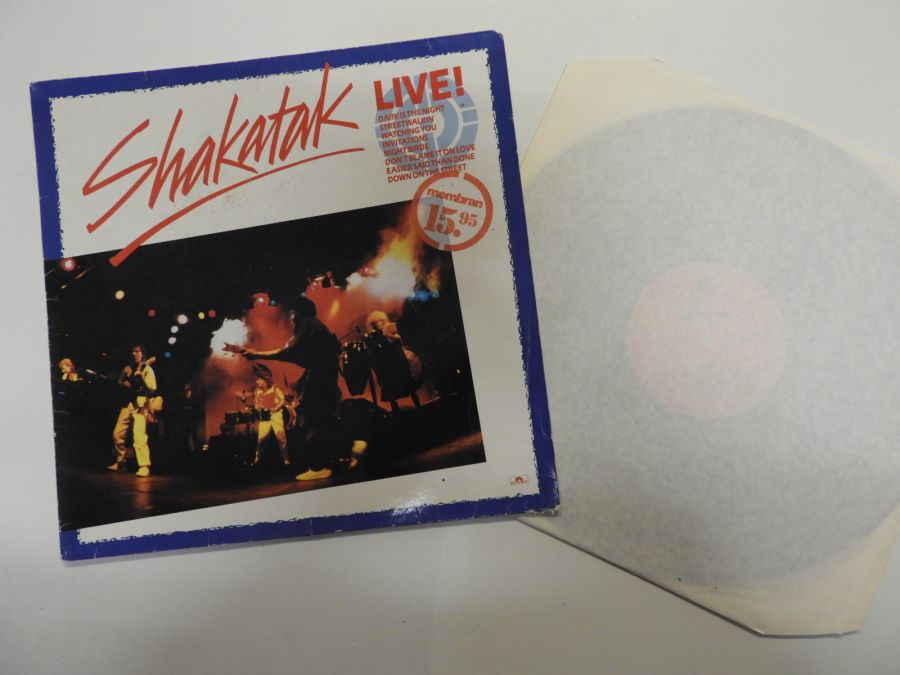 Shakatak
LIVE!
DARK IS THE NIGHT
STREETWALKIN'
WATCHING YOU
INVITATIONS
NIGHT BIRDS
DON'T BLAME IT ON LOVE
EASIER SAID THAN DONE
DOWN ON THE STREET
membran
15.95